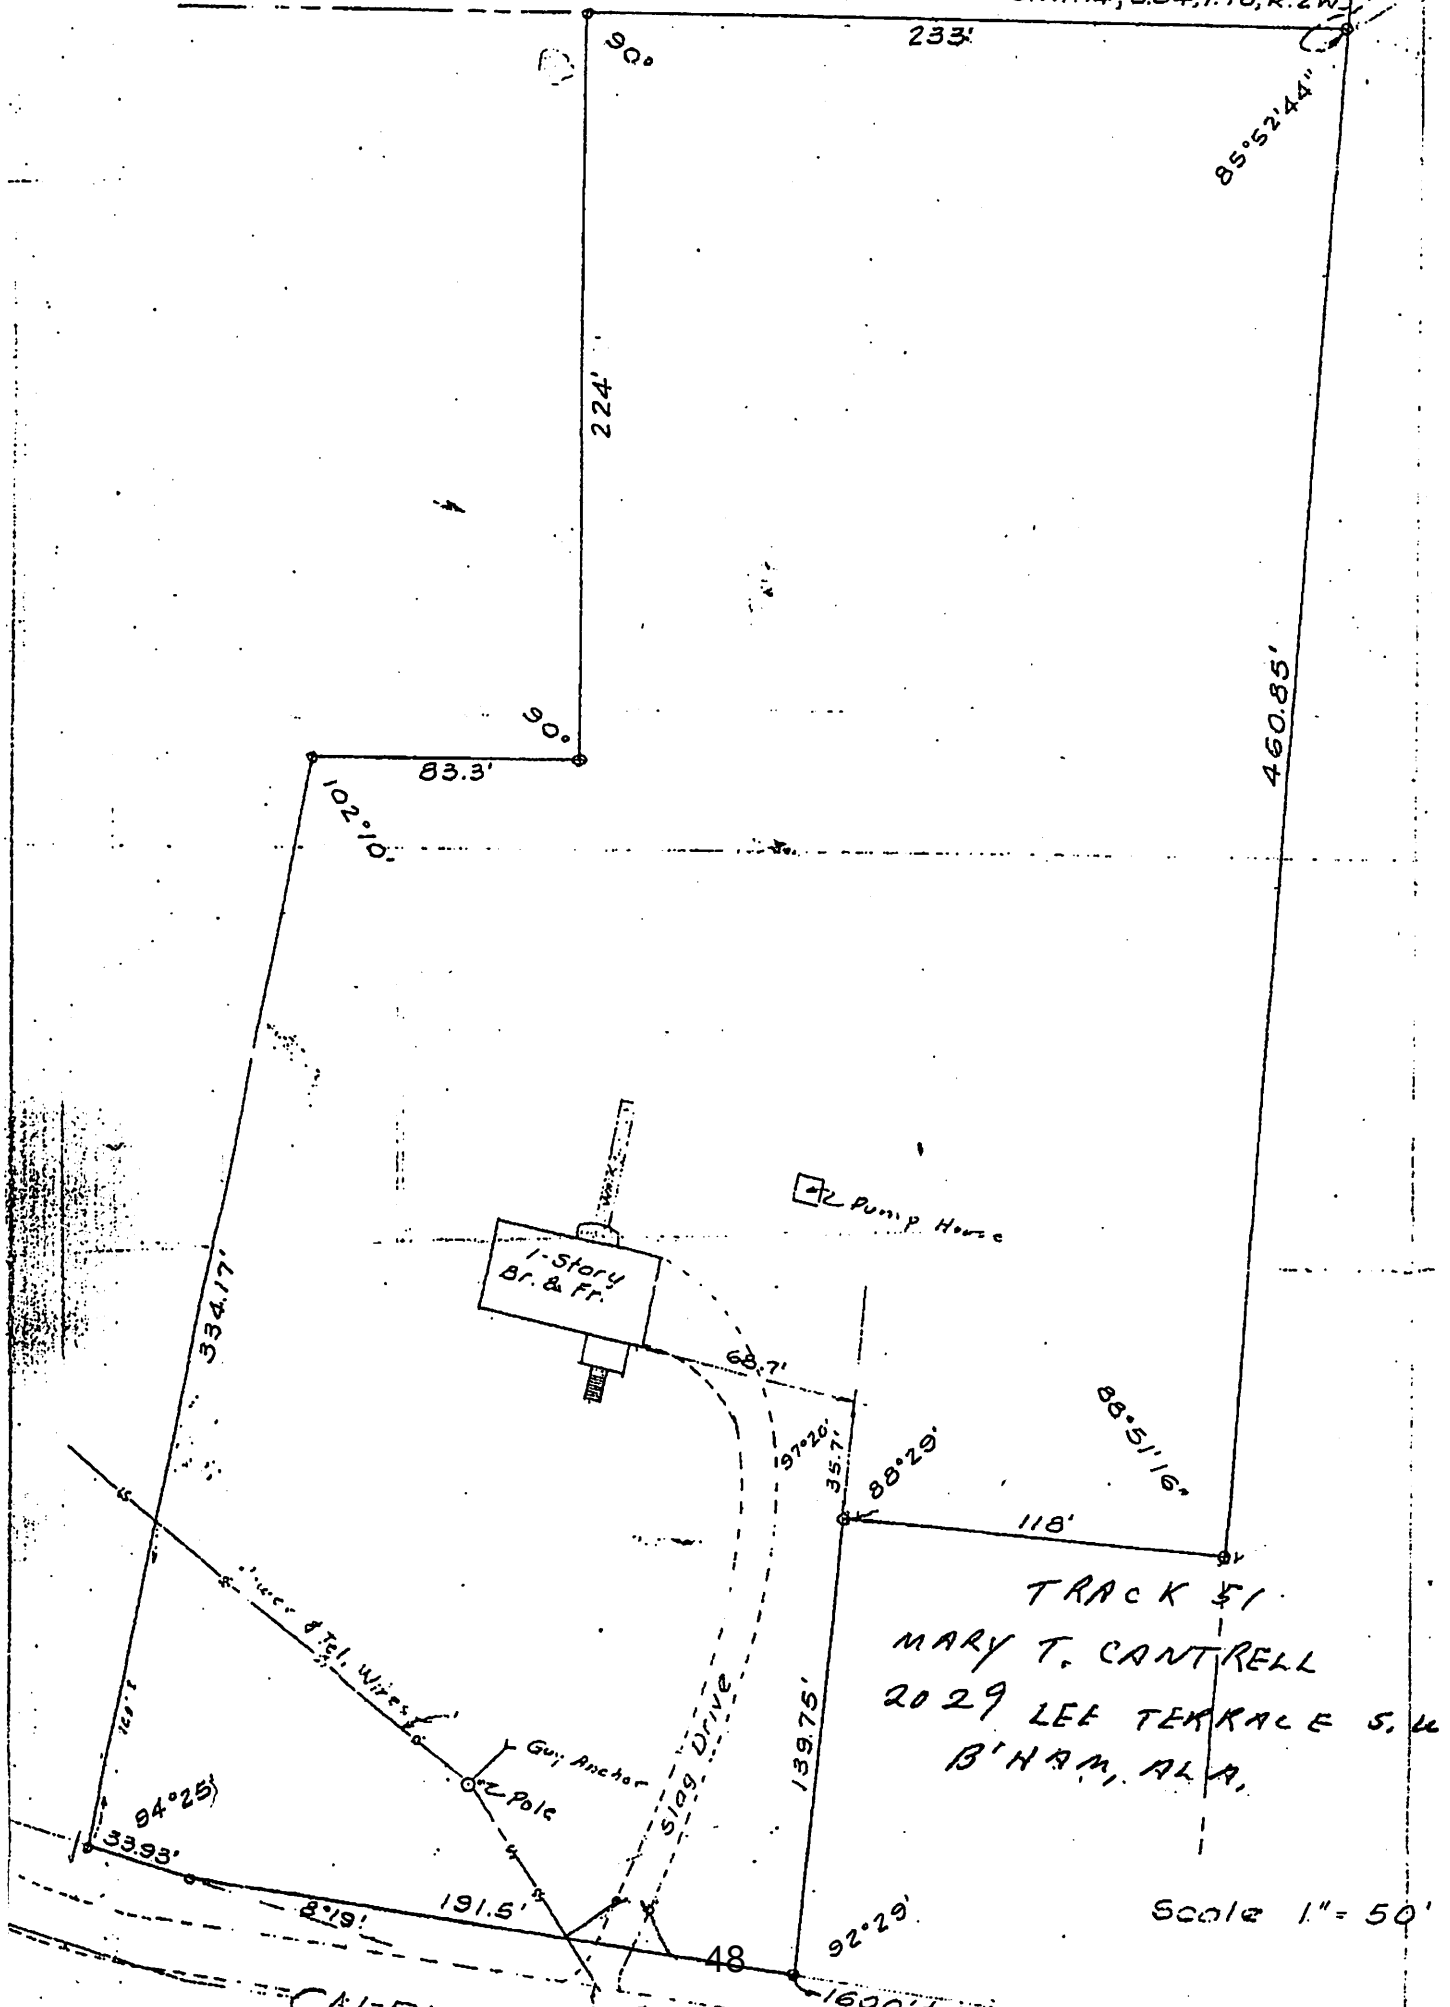 233'
90°
85°52'44"
224'
460.85'
90°
83.3'
102°10'
334.17'
1-Story
Br. & Fr.
Pump House
68.7'
97°20'
35.7'
88°29'
88°51'16"
118'
TRACK 51
MARY T. CANTRELL
2029 LEE TERRACE S.
B'HAM, ALA.
& Tel. Wires
Guy Anchor
Pole
Slag Drive
139.75'
94°25'
33.93'
8°19'
191.5'
48
92°29'
Scale 1" = 50'